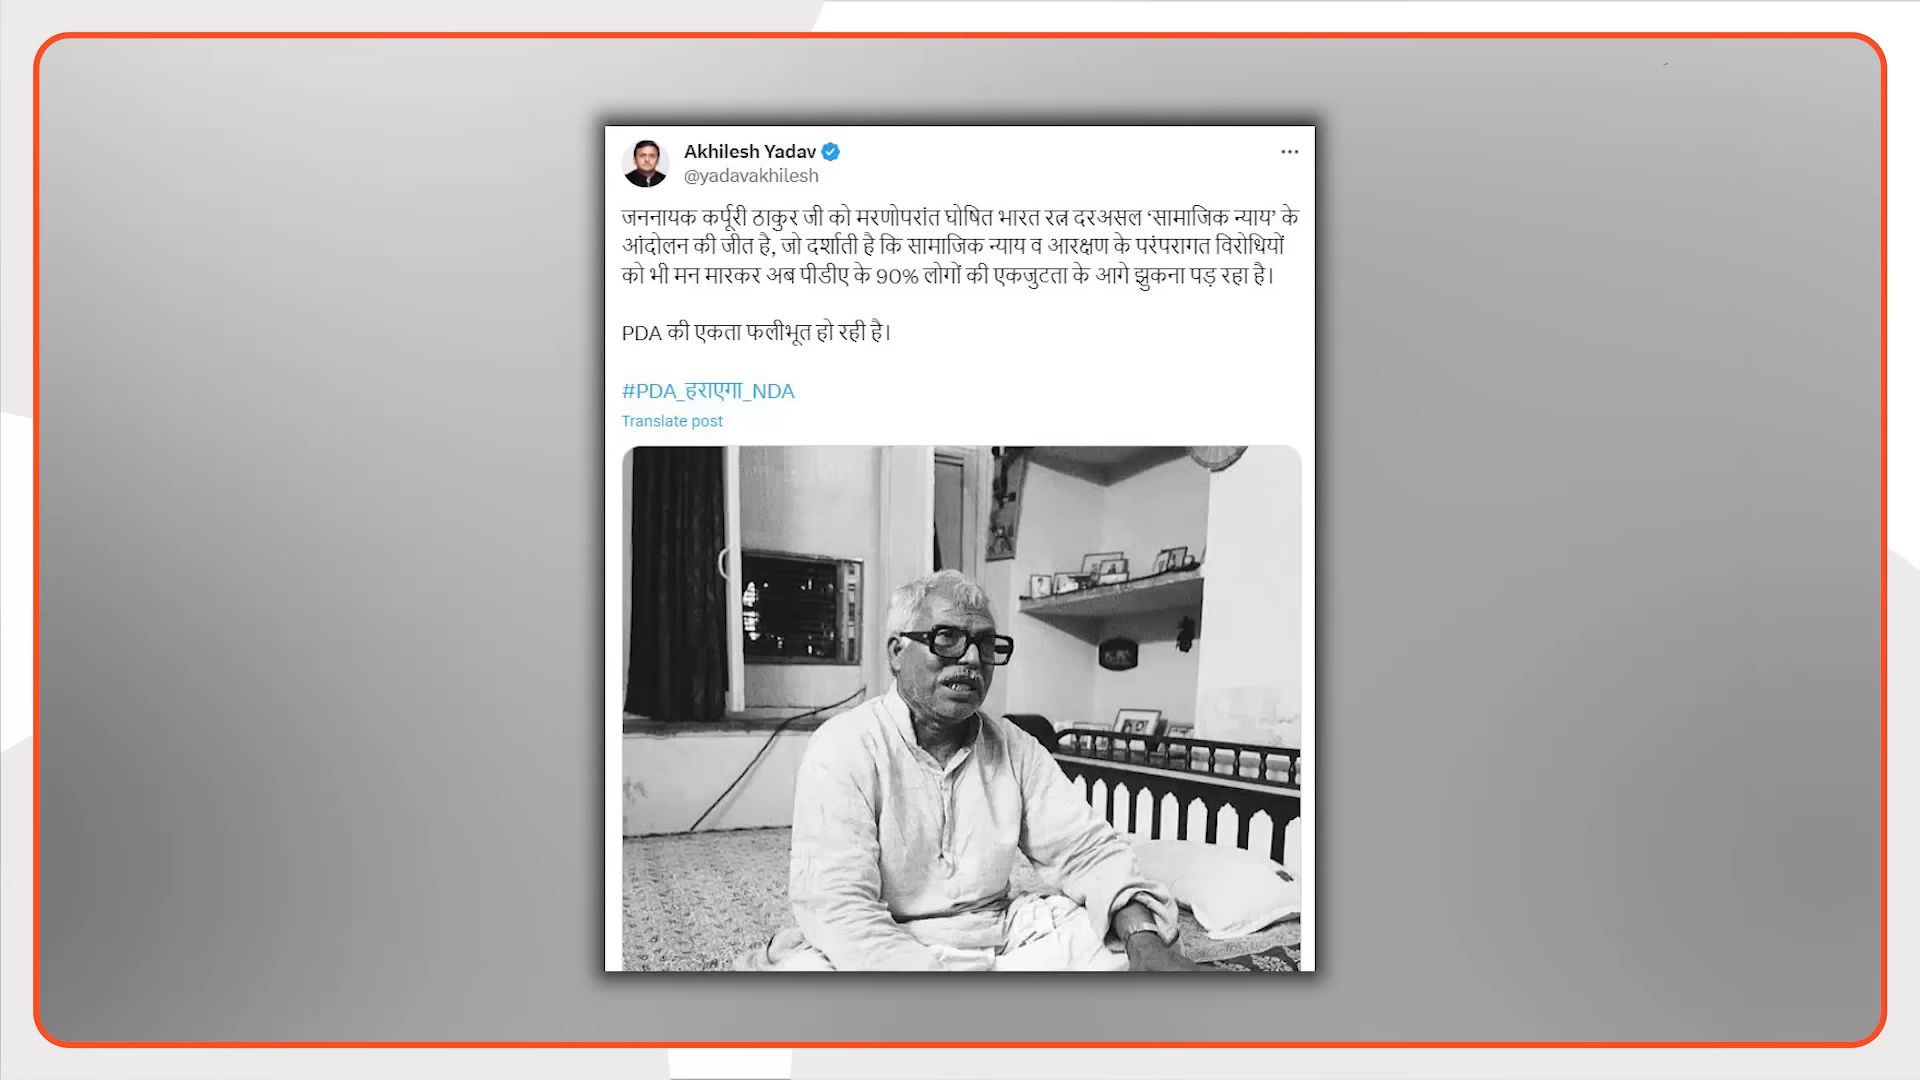 Akhilesh Yadav
@yadavakhilesh
जननायक कर्पूरी ठाकुर जी को मरणोपरांत घोषित भारत रत्न दरअसल ‘सामाजिक न्याय’ के
आंदोलन की जीत है, जो दर्शाती है कि सामाजिक न्याय व आरक्षण के परंपरागत विरोधियों
को भी मन मारकर अब पीडीए के 90% लोगों की एकजुटता के आगे झुकना पड़ रहा है।
PDA की एकता फलीभूत हो रही है।
#PDA_हराएगा_NDA
Translate post